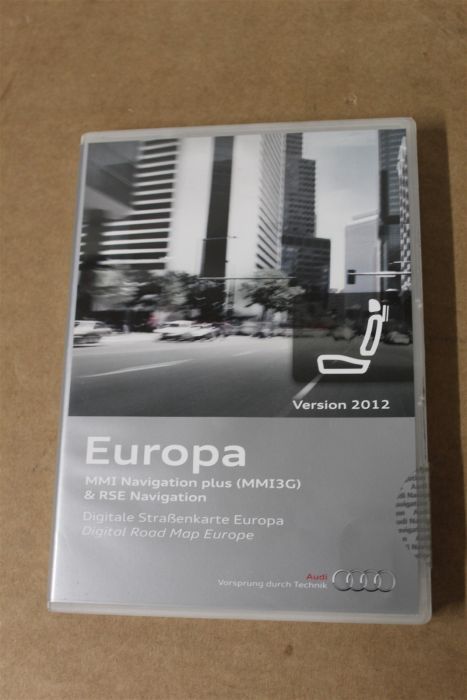 Version 2012
Europa
MMI Navigation plus (MMI3G)
& RSE Navigation
Digitale Straßenkarte Europa
Digital Road Map Europe
Audi
Vorsprung durch Technik